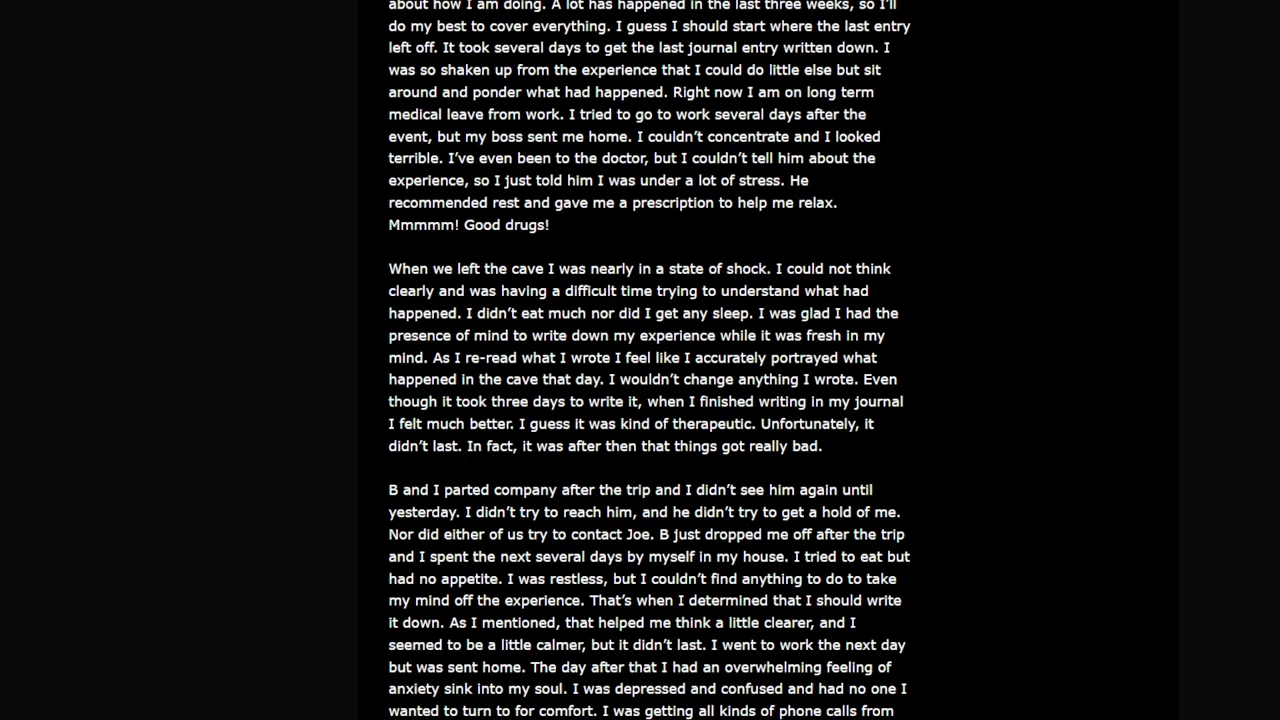 about how I am doing. A lot has happened in the last three weeks, so I'll
do my best to cover everything. I guess I should start where the last entry
left off. It took several days to get the last journal entry written down. I
was so shaken up from the experience that I could do little else but sit
around and ponder what had happened. Right now I am on long term
medical leave from work. I tried to go to work several days after the
event, but my boss sent me home. I couldn't concentrate and I looked
terrible. I've even been to the doctor, but I couldn't tell him about the
experience, so I just told him I was under a lot of stress. He
recommended rest and gave me a prescription to help me relax.
Mmmmm! Good drugs!
When we left the cave I was nearly in a state of shock. I could not think
clearly and was having a difficult time trying to understand what had
happened. I didn't eat much nor did I get any sleep. I was glad I had the
presence of mind to write down my experience while it was fresh in my
mind. As I re-read what I wrote I feel like I accurately portrayed what
happened in the cave that day. I wouldn't change anything I wrote. Even
though it took three days to write it, when I finished writing in my journal
I felt much better. I guess it was kind of therapeutic. Unfortunately, it
didn't last. In fact, it was after then that things got really bad.
B and I parted company after the trip and I didn't see him again until
yesterday. I didn't try to reach him, and he didn't try to get a hold of me.
Nor did either of us try to contact Joe. B just dropped me off after the trip
and I spent the next several days by myself in my house. I tried to eat but
had no appetite. I was restless, but I couldn't find anything to do to take
my mind off the experience. That's when I determined that I should write
it down. As I mentioned, that helped me think a little clearer, and I
seemed to be a little calmer, but it didn't last. I went to work the next day
but was sent home. The day after that I had an overwhelming feeling of
anxiety sink into my soul. I was depressed and confused and had no one I
wanted to turn to for comfort. I was getting all kinds of phone calls from